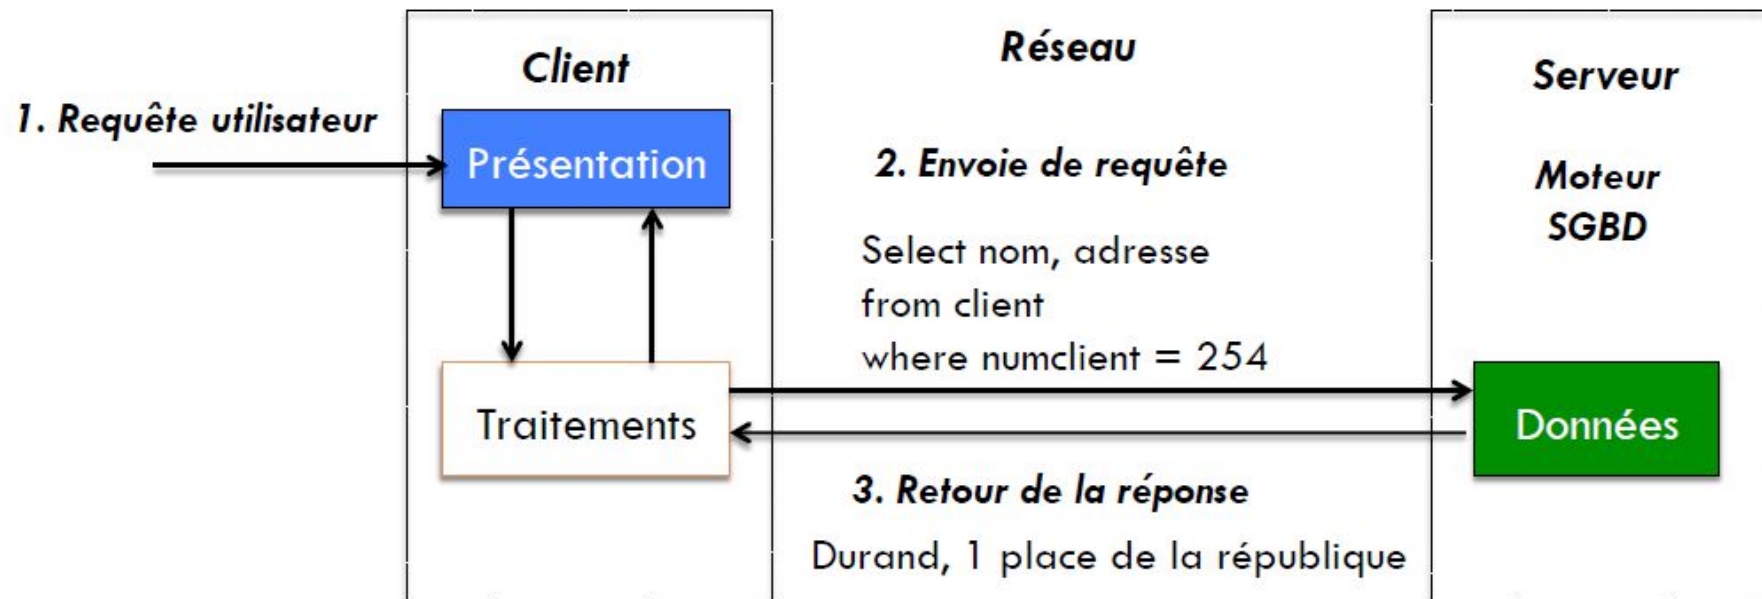 1. Requête utilisateur
Client
Présentation
Traitements
Réseau
2. Envoie de requête
Select nom, adresse
from client
where numclient = 254
3. Retour de la réponse
Durand, 1 place de la république
Serveur
Moteur
SGBD
Données